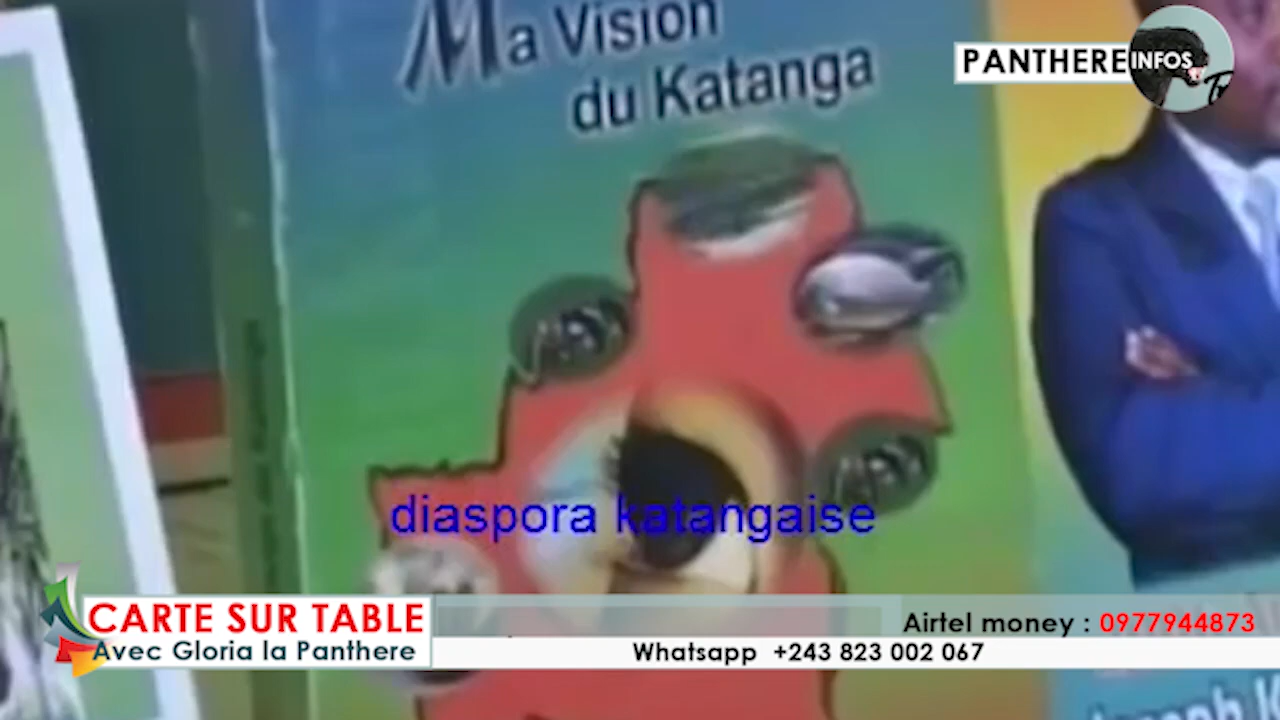 Ma Vision
du Katanga
PANTHERE INFOS
Tv
diaspora katangaise
CARTE SUR TABLE
Avec Gloria la Panthere
Airtel money : 0977944873
Whatsapp +243 823 002 067